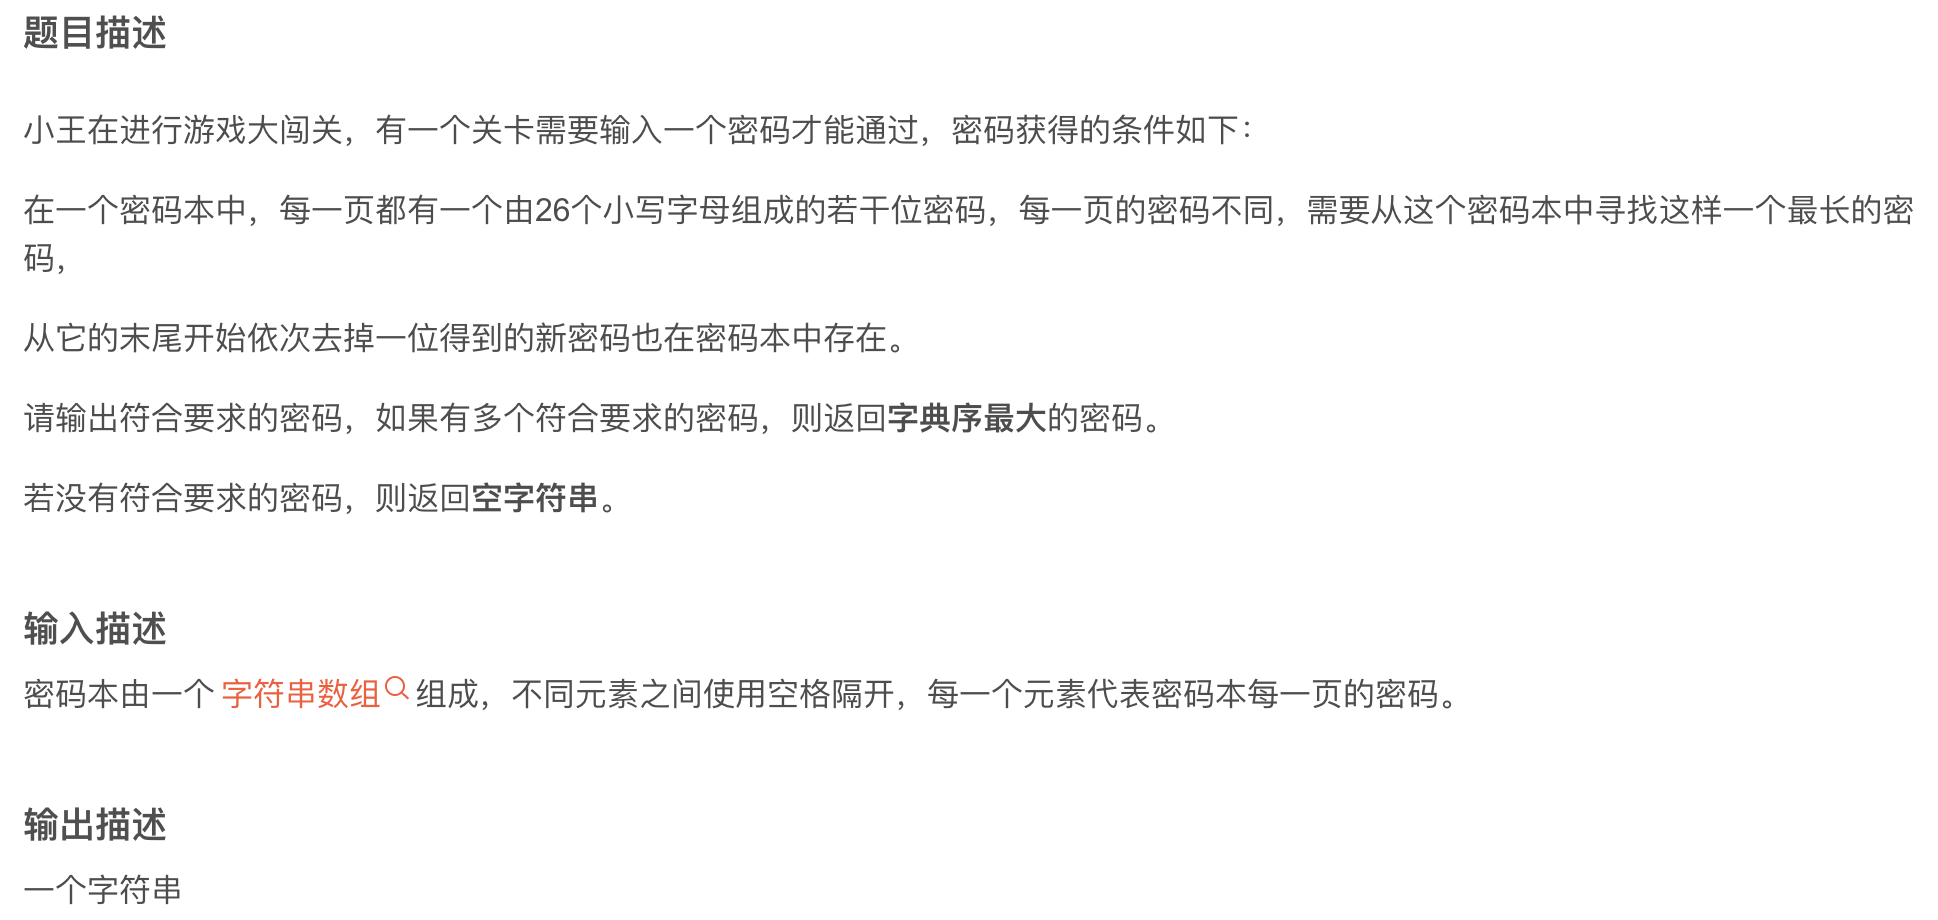 题目描述
小王在进行游戏大闯关，有一个关卡需要输入一个密码才能通过，密码获得的条件如下：
在一个密码本中，每一页都有一个由26个小写字母组成的若干位密码，每一页的密码不同，需要从这个密码本中寻找这样一个最长的密
码，
从它的末尾开始依次去掉一位得到的新密码也在密码本中存在。
请输出符合要求的密码，如果有多个符合要求的密码，则返回字典序最大的密码。
若没有符合要求的密码，则返回空字符串。
输入描述
密码本由一个 字符串数组 组成，不同元素之间使用空格隔开，每一个元素代表密码本每一页的密码。
输出描述
一个字符串